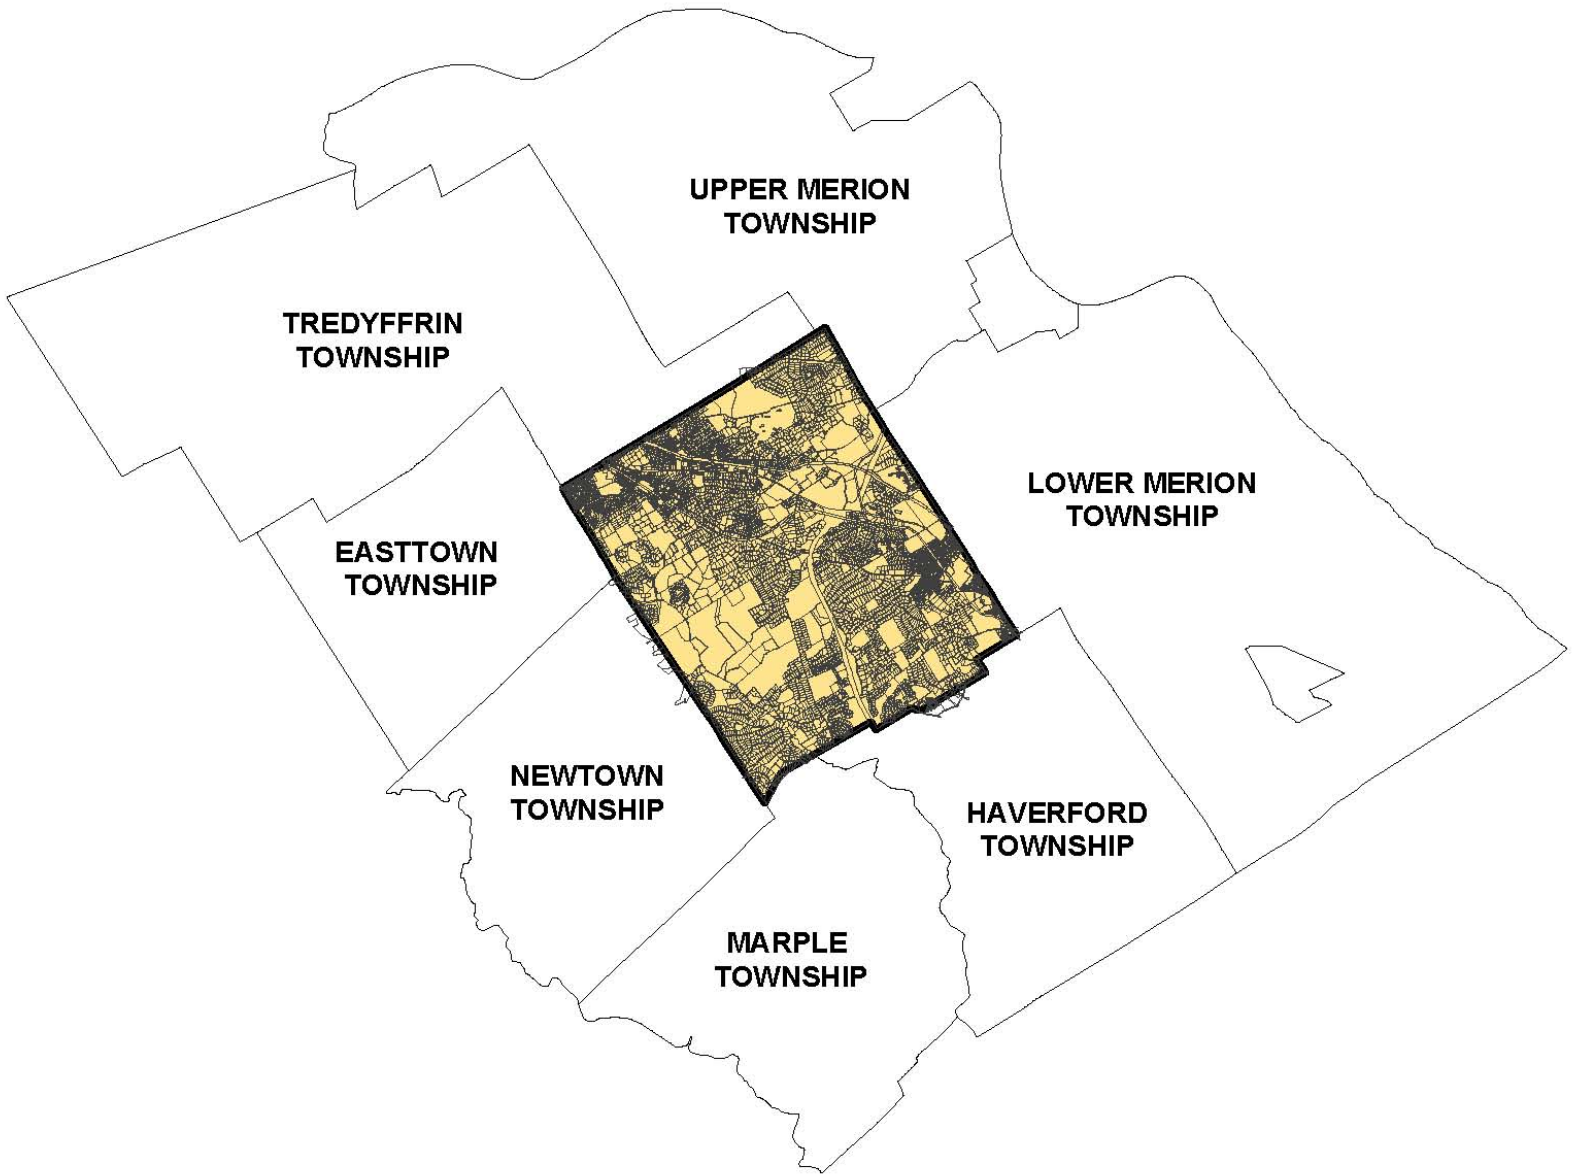 UPPER MERION
TOWNSHIP
TREDYFFRIN
TOWNSHIP
LOWER MERION
TOWNSHIP
EASTTOWN
TOWNSHIP
NEWTOWN
TOWNSHIP
HAVERFORD
TOWNSHIP
MARPLE
TOWNSHIP